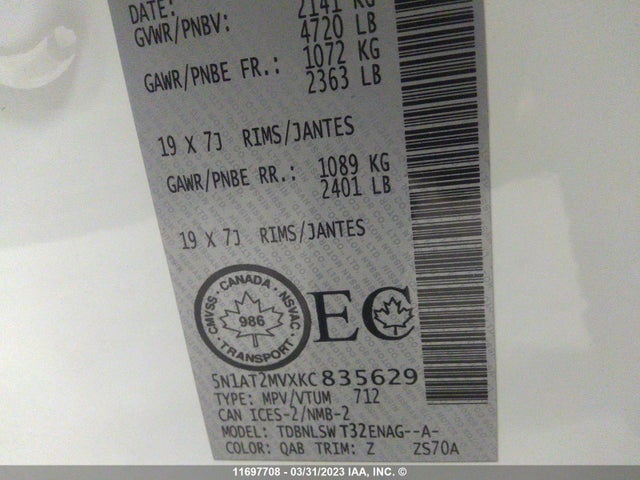 DATE: 2141 KG
GVWR/PNBV: 4720 LB
GAWR/PNBE FR.: 1072 KG
2363 LB
19 X 7J RIMS/JANTES
GAWR/PNBE RR.: 1089 KG
2401 LB
19 X 7J RIMS/JANTES
CMVSS · CANADA · NSVAC
986
TRANSPORT
EC
5N1AT2MVXKC835629
TYPE: MPV/VTUM 712
CAN ICES-2/NMB-2
MODEL: TDBNLSW T32ENAG--A-
COLOR: QAB TRIM: Z ZS70A
11697708 - 03/31/2023 IAA, INC. ©